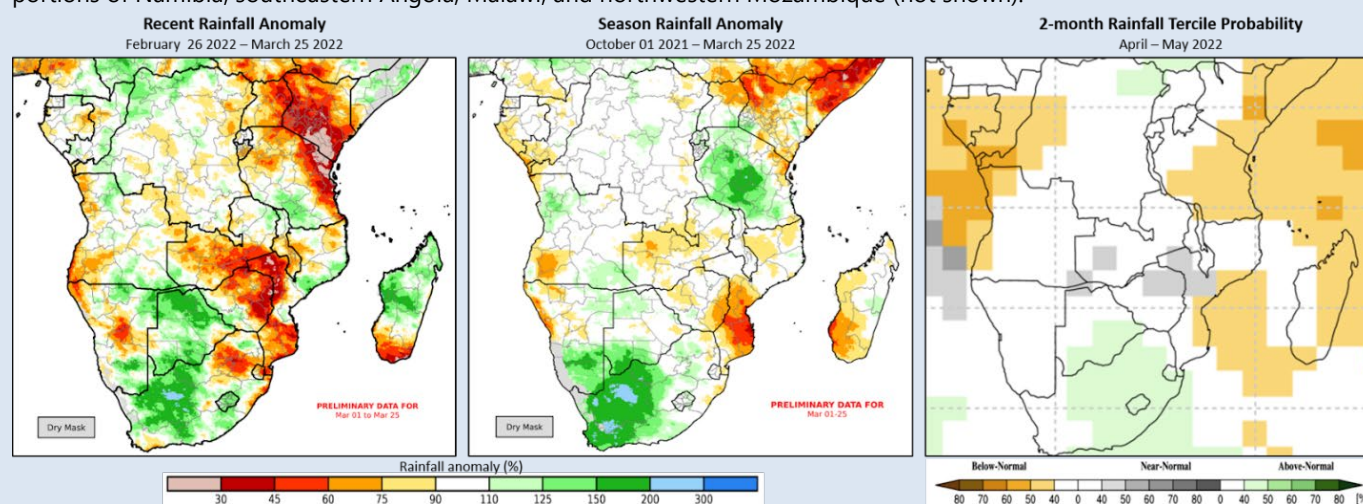 portions of Namibia, southeastern Angola, Malawi, and northwestern Mozambique (not shown).
Recent Rainfall Anomaly
February 26 2022 – March 25 2022
Season Rainfall Anomaly
October 01 2021 – March 25 2022
2-month Rainfall Tercile Probability
April – May 2022
PRELIMINARY DATA FOR
Mar 01 to Mar 25
Dry Mask
PRELIMINARY DATA FOR
Mar 01-25
Dry Mask
Rainfall anomaly (%)
30 45 60 75 90 110 125 150 200 300
Below-Normal Near-Normal Above-Normal
80 70 60 50 40 0 40 50 60 70 80 0 40 50 60 70 80